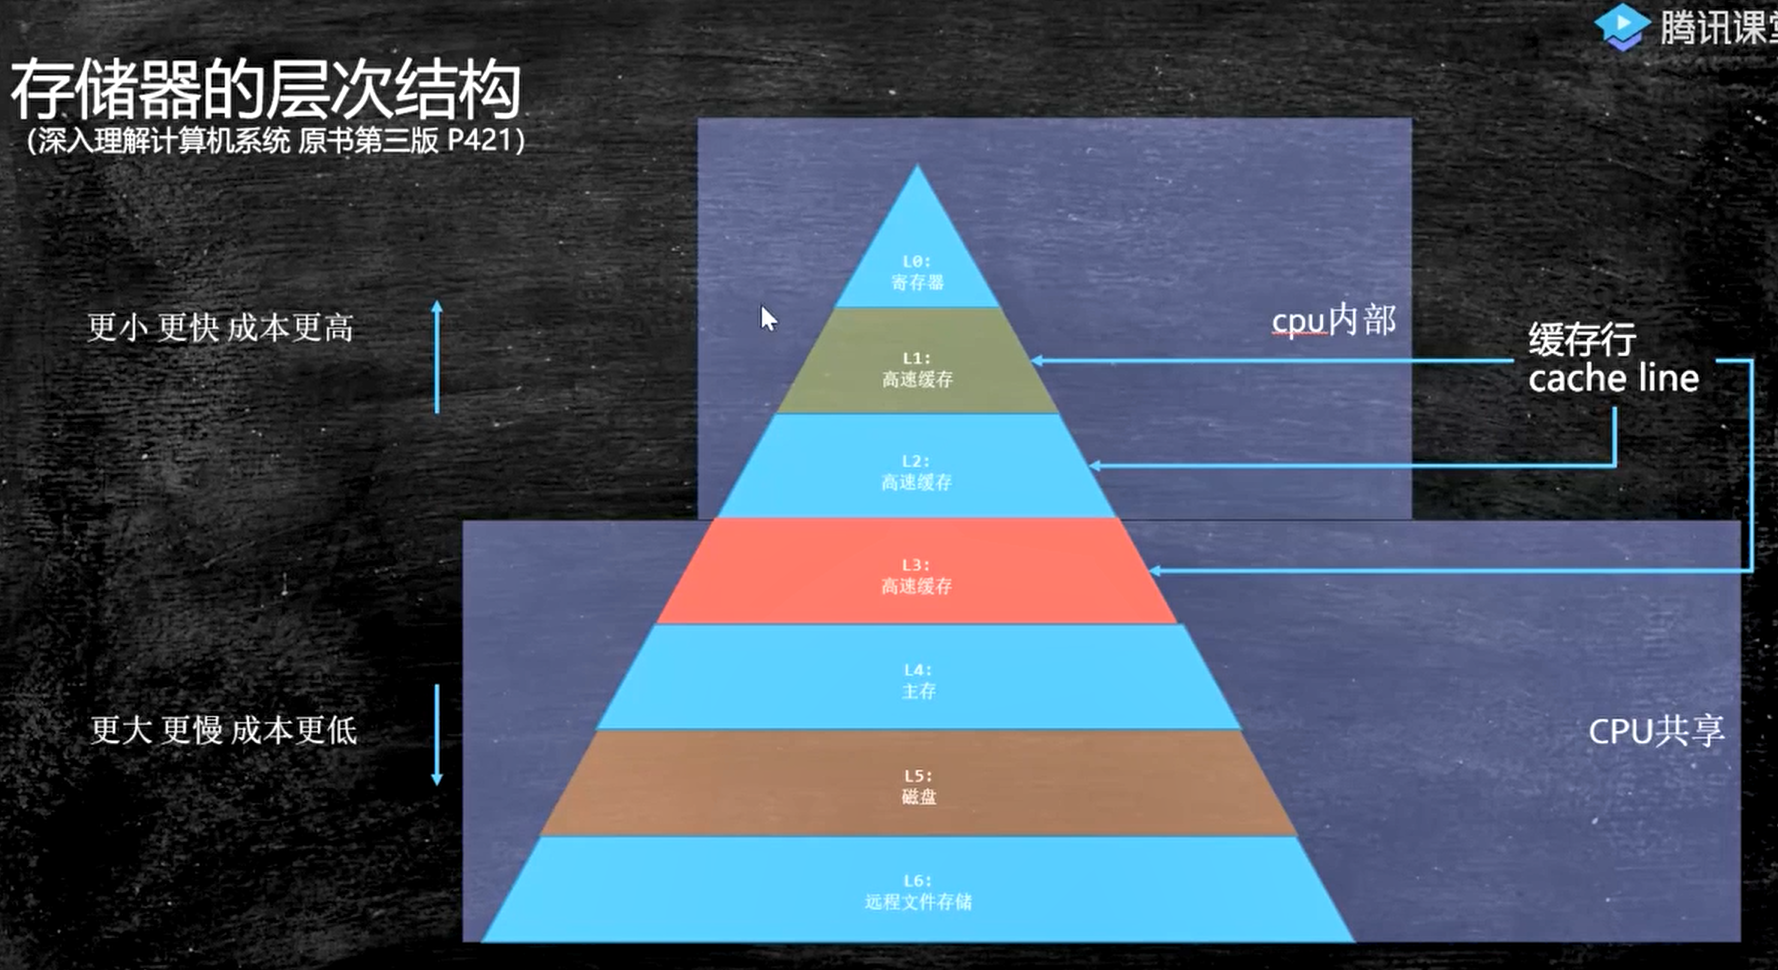 腾讯课堂
存储器的层次结构
（深入理解计算机系统 原书第三版 P421）
L0:
寄存器
更小 更快 成本更高
cpu内部
缓存行
cache line
L1:
高速缓存
L2:
高速缓存
L3:
高速缓存
L4:
主存
更大 更慢 成本更低
CPU共享
L5:
磁盘
L6:
远程文件存储